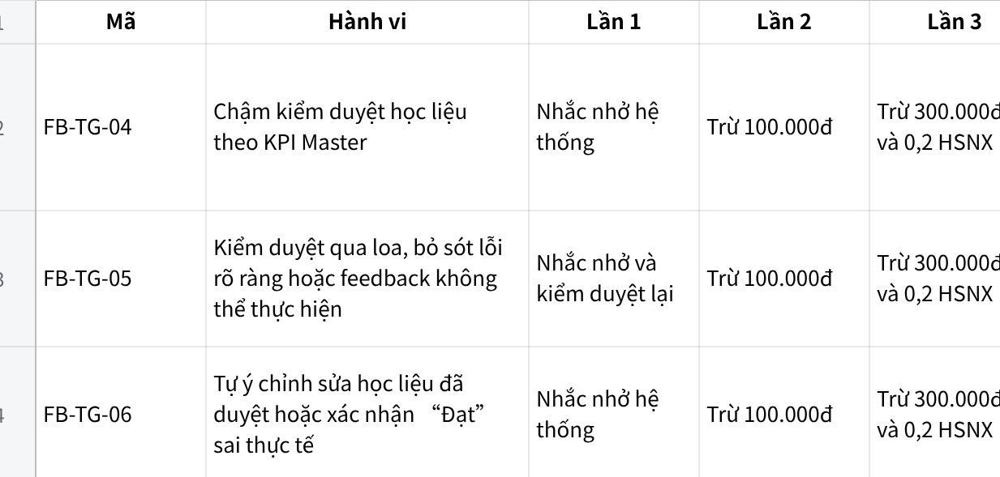 Mã Hành vi Lần 1 Lần 2 Lần 3
Chậm kiểm duyệt học liệu
theo KPI Master
FB-TG-04
Nhắc nhở hệ
thống
Trừ 100.000đ
Trừ 300.000đ
và 0,2 HSNX
FB-TG-05
Kiểm duyệt qua loa, bỏ sót lỗi
rõ ràng hoặc feedback không
thể thực hiện
Nhắc nhở và
kiểm duyệt lại
Trừ 100.000đ
Trừ 300.000đ
và 0,2 HSNX
FB-TG-06
Tự ý chỉnh sửa học liệu đã
duyệt hoặc xác nhận “Đạt”
sai thực tế
Nhắc nhở hệ
thống
Trừ 100.000đ
Trừ 300.000đ
và 0,2 HSNX